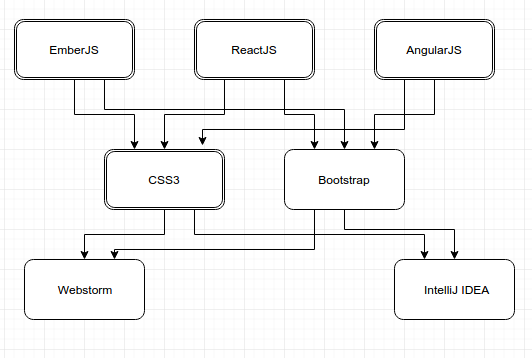 EmberJS
ReactJS
AngularJS
CSS3
Bootstrap
Webstorm
IntelliJ IDEA